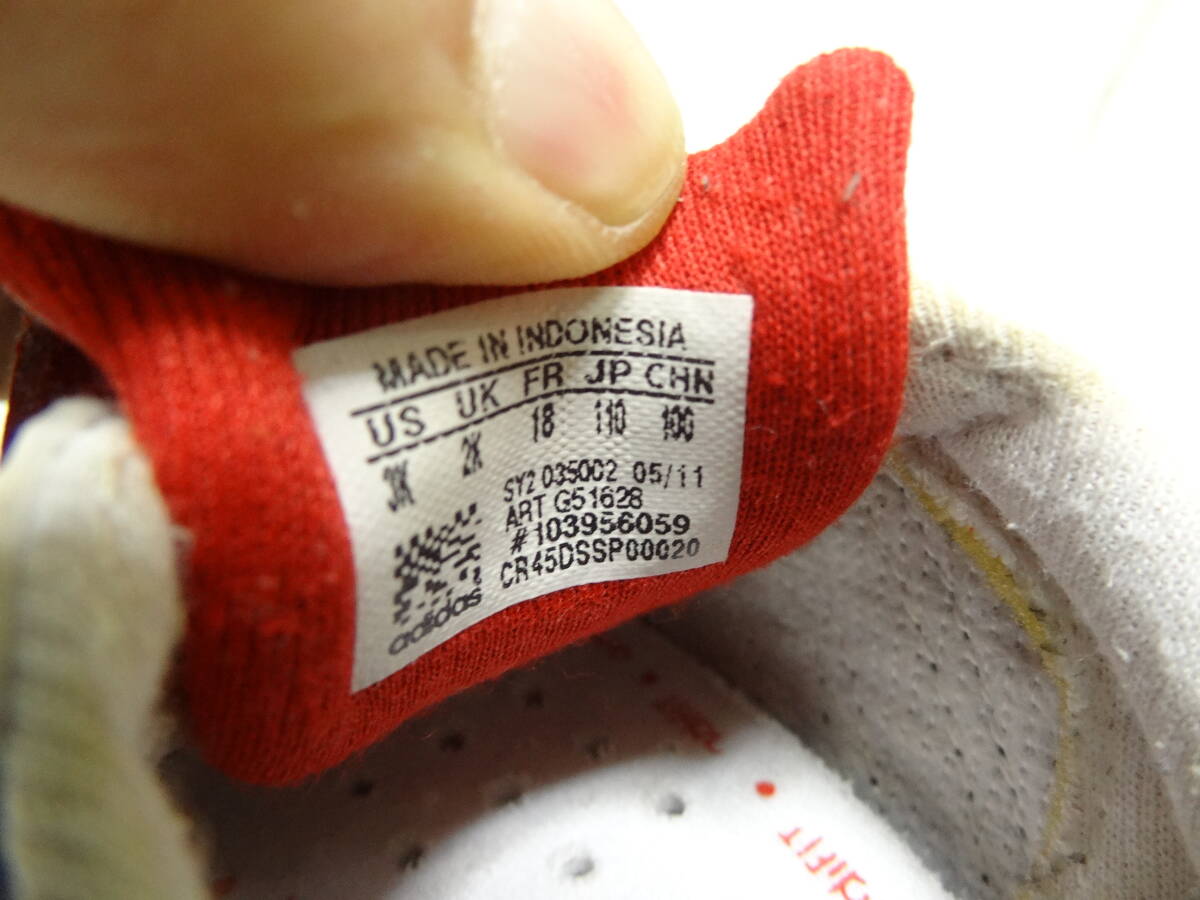 MADE IN INDONESIA
US UK FR JP CHN
3K 2K 18 110 100
SY2 035002 05/11
ART G51628
#103956059
CR45DSSP00020
adidas